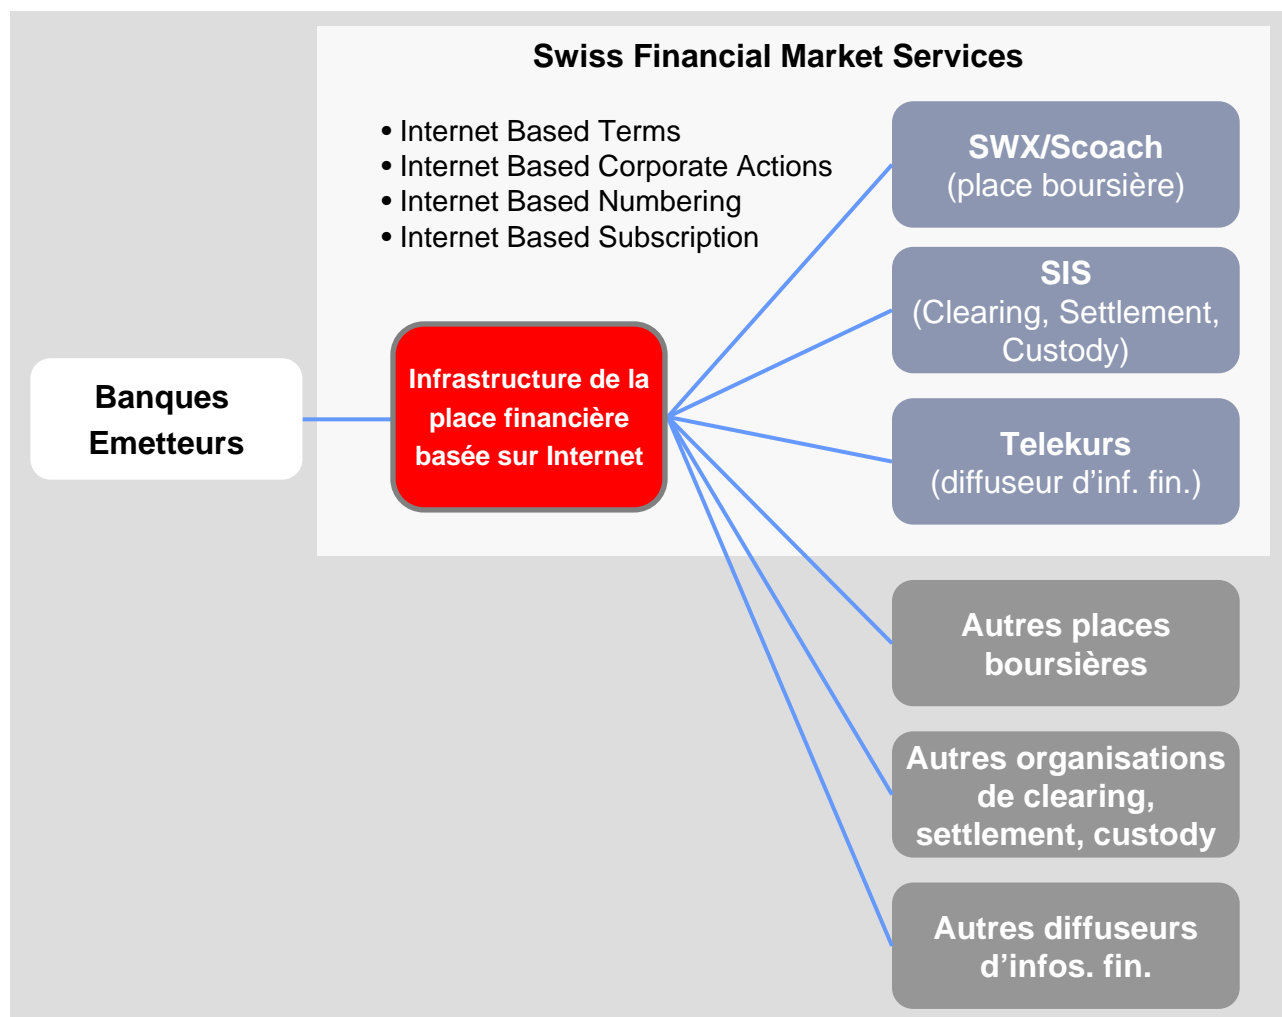 Swiss Financial Market Services
• Internet Based Terms
• Internet Based Corporate Actions
• Internet Based Numbering
• Internet Based Subscription
Banques
Emetteurs
Infrastructure de la
place financière
basée sur Internet
SWX/Scoach
(place boursière)
SIS
(Clearing, Settlement,
Custody)
Telekurs
(diffuseur d’inf. fin.)
Autres places
boursières
Autres organisations
de clearing,
settlement, custody
Autres diffuseurs
d’infos. fin.